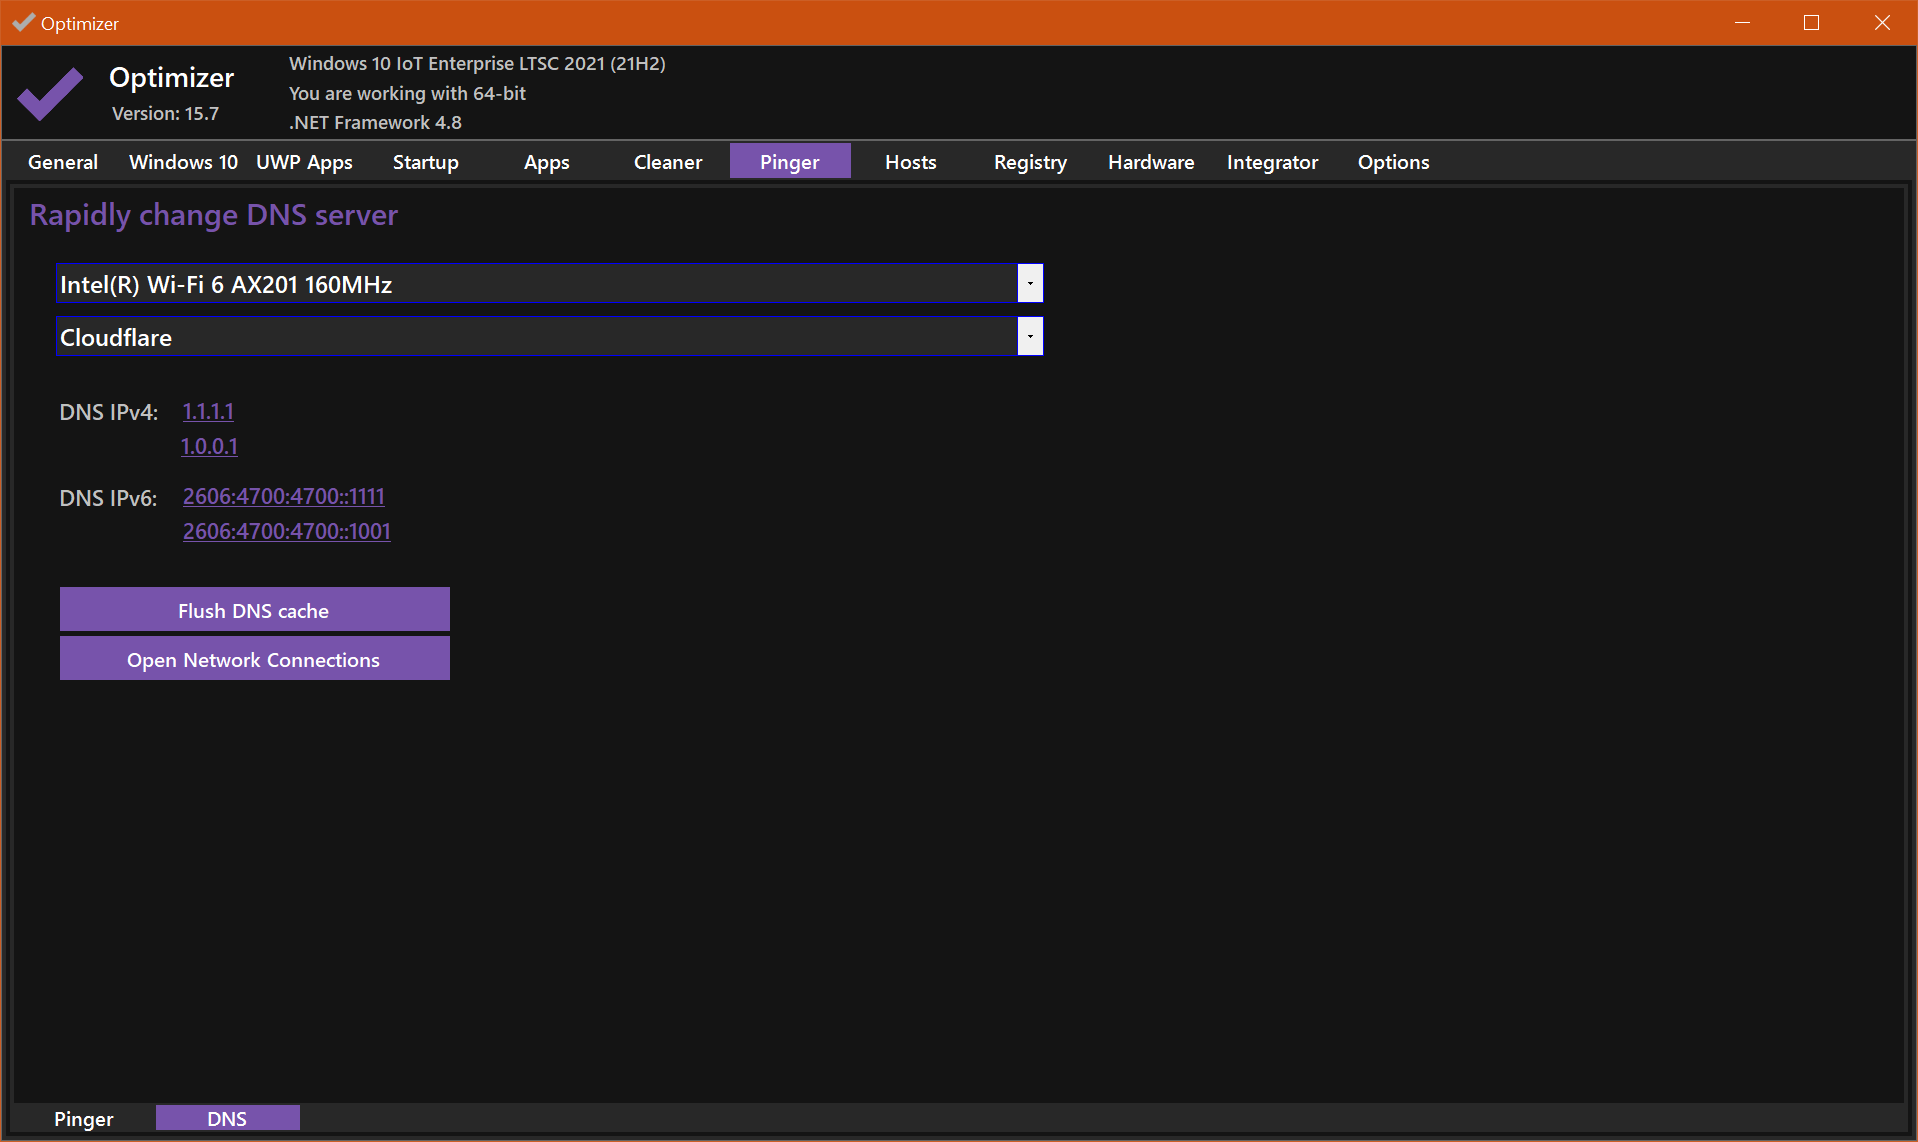 Optimizer
Optimizer
Version: 15.7
Windows 10 IoT Enterprise LTSC 2021 (21H2)
You are working with 64-bit
.NET Framework 4.8
General Windows 10 UWP Apps Startup Apps Cleaner Pinger Hosts Registry Hardware Integrator Options
Rapidly change DNS server
Intel(R) Wi-Fi 6 AX201 160MHz
Cloudflare
DNS IPv4: 1.1.1.1
1.0.0.1
DNS IPv6: 2606:4700:4700::1111
2606:4700:4700::1001
Flush DNS cache
Open Network Connections
Pinger DNS